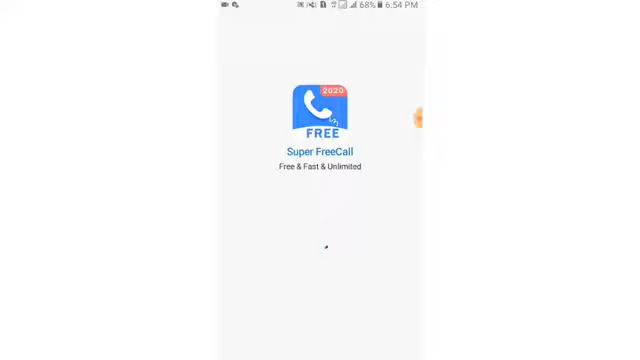 68% 6:54 PM
2020
FREE
Super FreeCall
Free & Fast & Unlimited